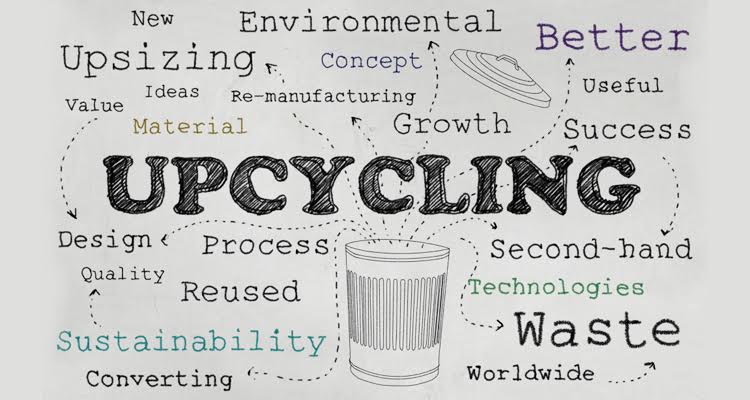 New
Environmental
Better
Upsizing
Concept
Ideas
Useful
Value
Re-manufacturing
Material
Growth
Success
UPCYCLING
Design
Process
Second-hand
Quality
Reused
Technologies
Sustainability
Waste
Converting
Worldwide